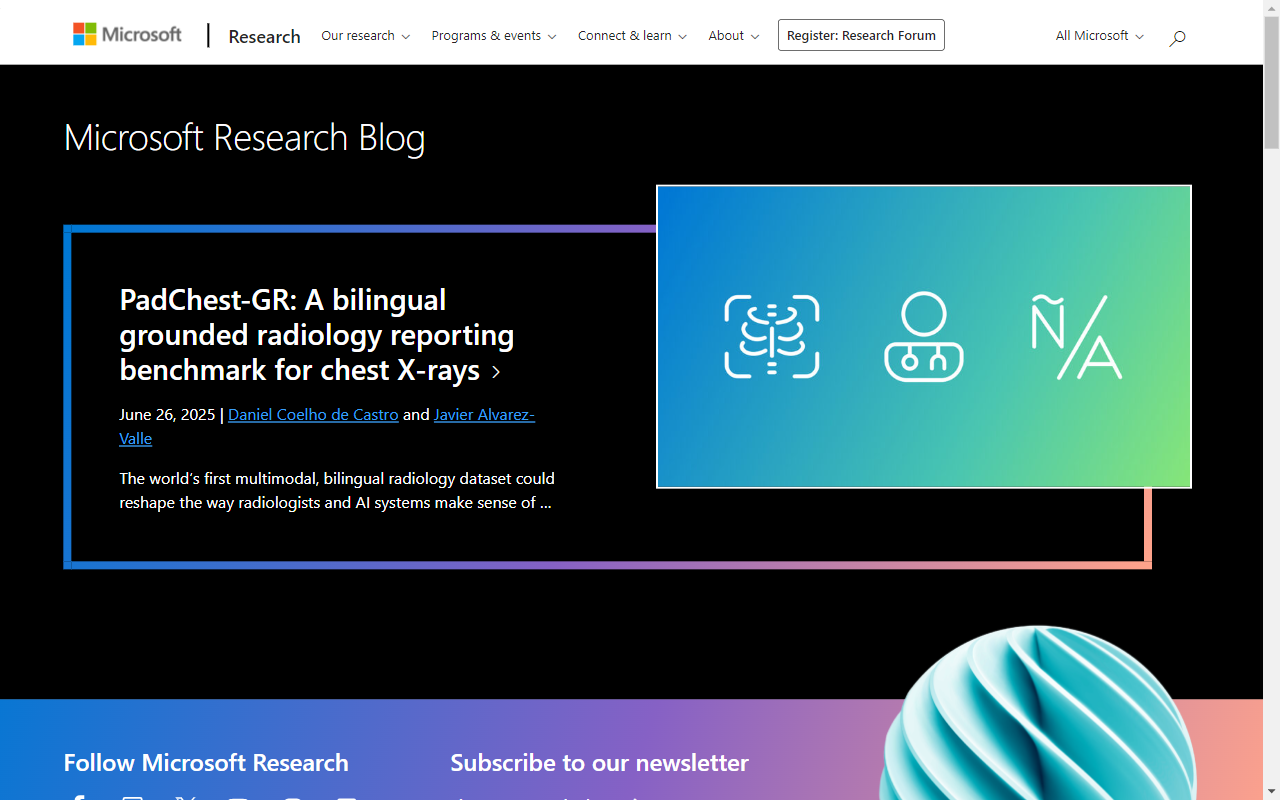 Microsoft
Research
Our research
Programs & events
Connect & learn
About
Register: Research Forum
All Microsoft
Microsoft Research Blog
PadChest-GR: A bilingual
grounded radiology reporting
benchmark for chest X-rays
June 26, 2025 | Daniel Coelho de Castro and Javier Alvarez-
Valle
The world's first multimodal, bilingual radiology dataset could
reshape the way radiologists and AI systems make sense of ...
Ñ/A
Follow Microsoft Research
Subscribe to our newsletter